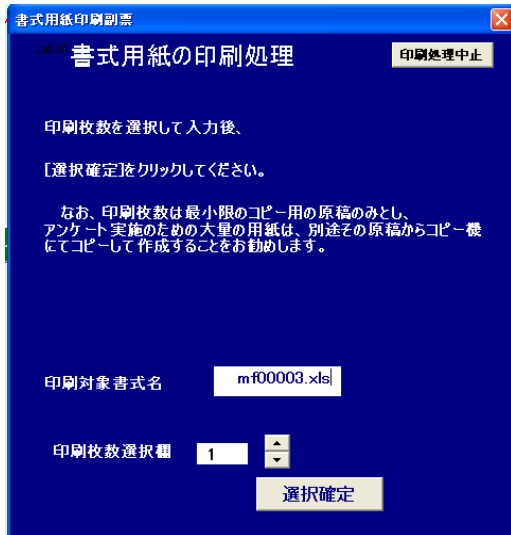 書式用紙印刷副票
書式用紙の印刷処理
印刷処理中止
印刷枚数を選択して入力後、
[選択確定]をクリックしてください。
なお、印刷枚数は最小限のコピー用の原稿のみとし、
アンケート実施のための大量の用紙は、別途その原稿からコピー機
にてコピーして作成することをお勧めします。
印刷対象書式名 mf00003.xls
印刷枚数選択欄 1
選択確定